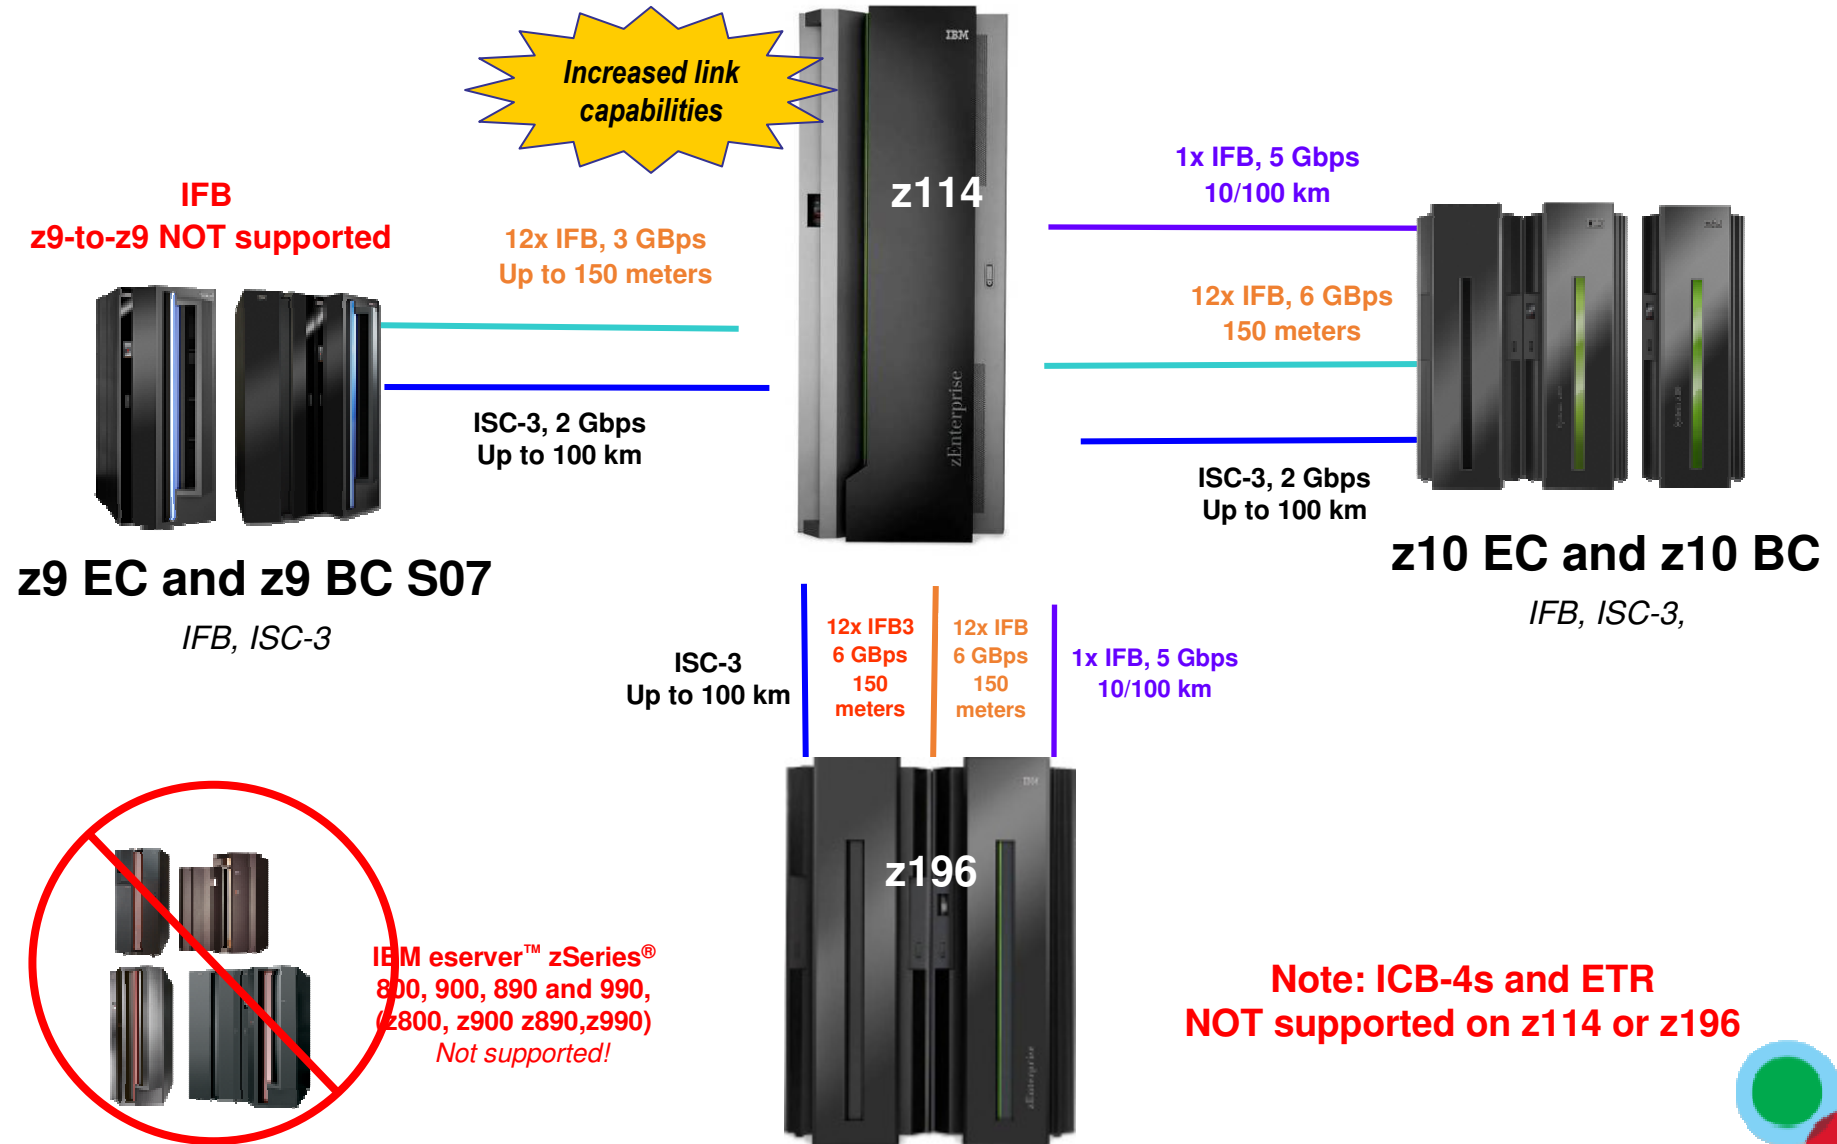 Increased link
capabilities
IBM
z114
zEnterprise
IFB
z9-to-z9 NOT supported
12x IFB, 3 GBps
Up to 150 meters
ISC-3, 2 Gbps
Up to 100 km
z9 EC and z9 BC S07
IFB, ISC-3
1x IFB, 5 Gbps
10/100 km
12x IFB, 6 GBps
150 meters
ISC-3, 2 Gbps
Up to 100 km
z10 EC and z10 BC
IFB, ISC-3,
ISC-3
Up to 100 km
12x IFB3
6 GBps
150
meters
12x IFB
6 GBps
150
meters
1x IFB, 5 Gbps
10/100 km
IBM
z196
zEnterprise
IBM eserver™ zSeries®
800, 900, 890 and 990,
(z800, z900 z890,z990)
Not supported!
Note: ICB-4s and ETR
NOT supported on z114 or z196